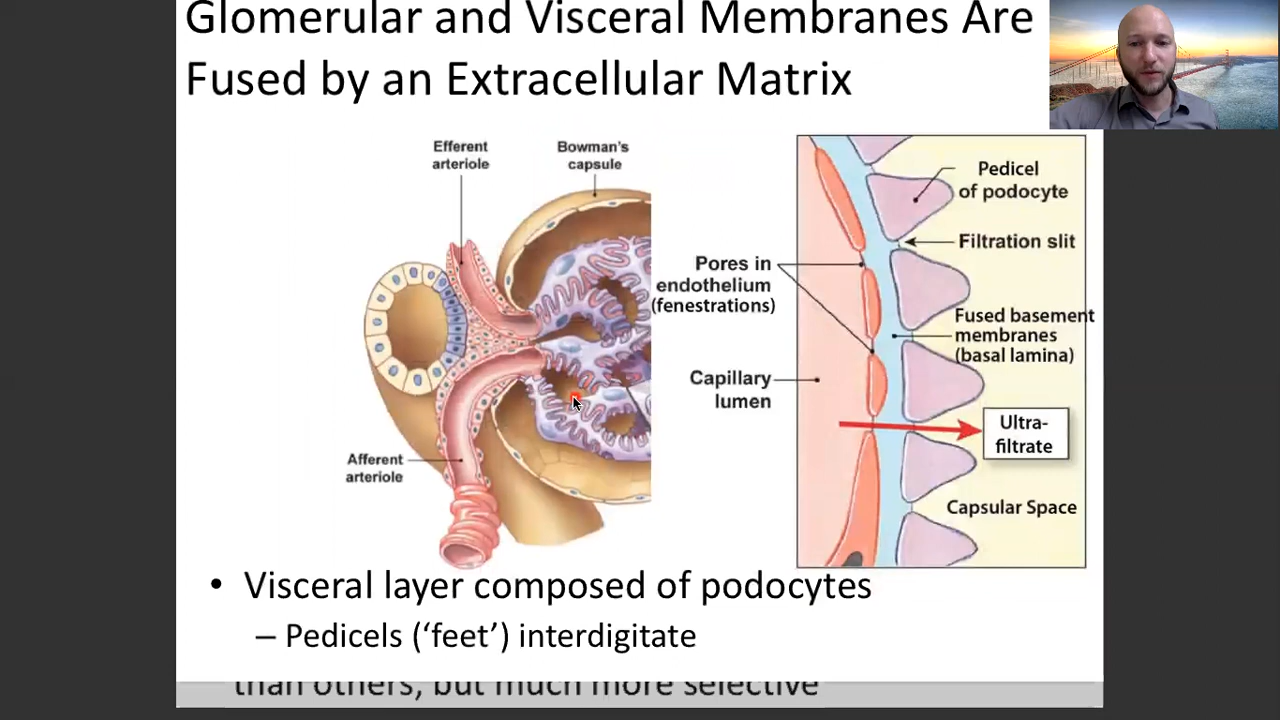 Glomerular and Visceral Membranes Are
Fused by an Extracellular Matrix
Efferent
arteriole
Bowman's
capsule
Afferent
arteriole
Pedicel
of podocyte
Filtration slit
Pores in
endothelium
(fenestrations)
Fused basement
membranes
(basal lamina)
Capillary
lumen
Ultra-
filtrate
Capsular Space
• Visceral layer composed of podocytes
– Pedicels ('feet') interdigitate
than others, but much more selective